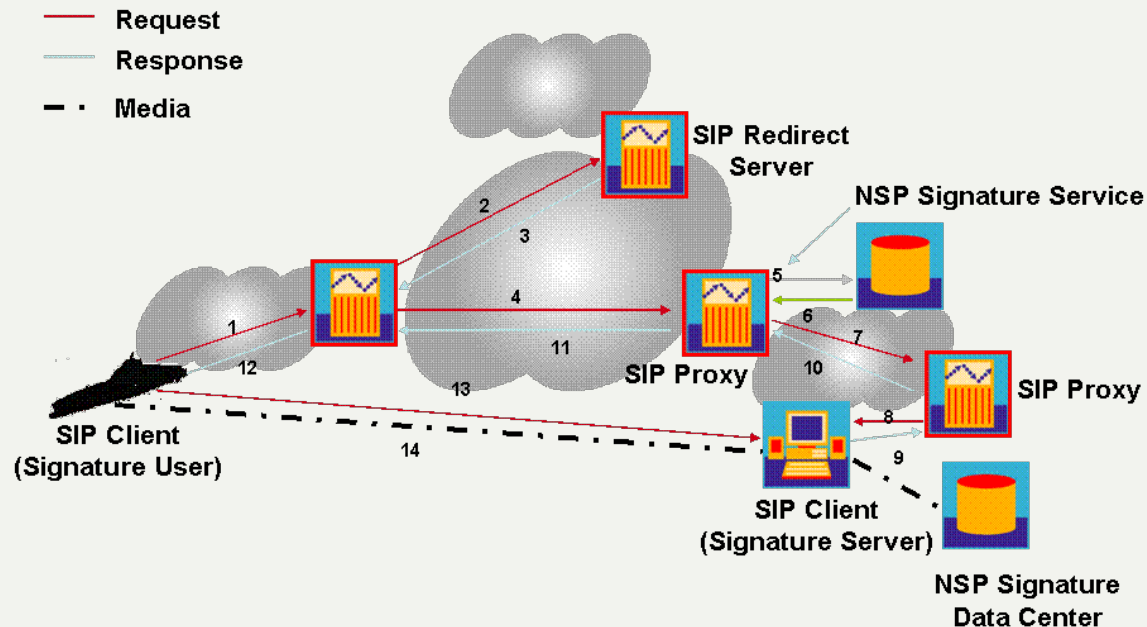 Request
Response
Media
SIP Redirect
Server
NSP Signature Service
2
3
5
4
6
1
7
11
10
12
SIP Proxy
SIP Proxy
13
8
SIP Client
(Signature User)
14
9
SIP Client
(Signature Server)
NSP Signature
Data Center